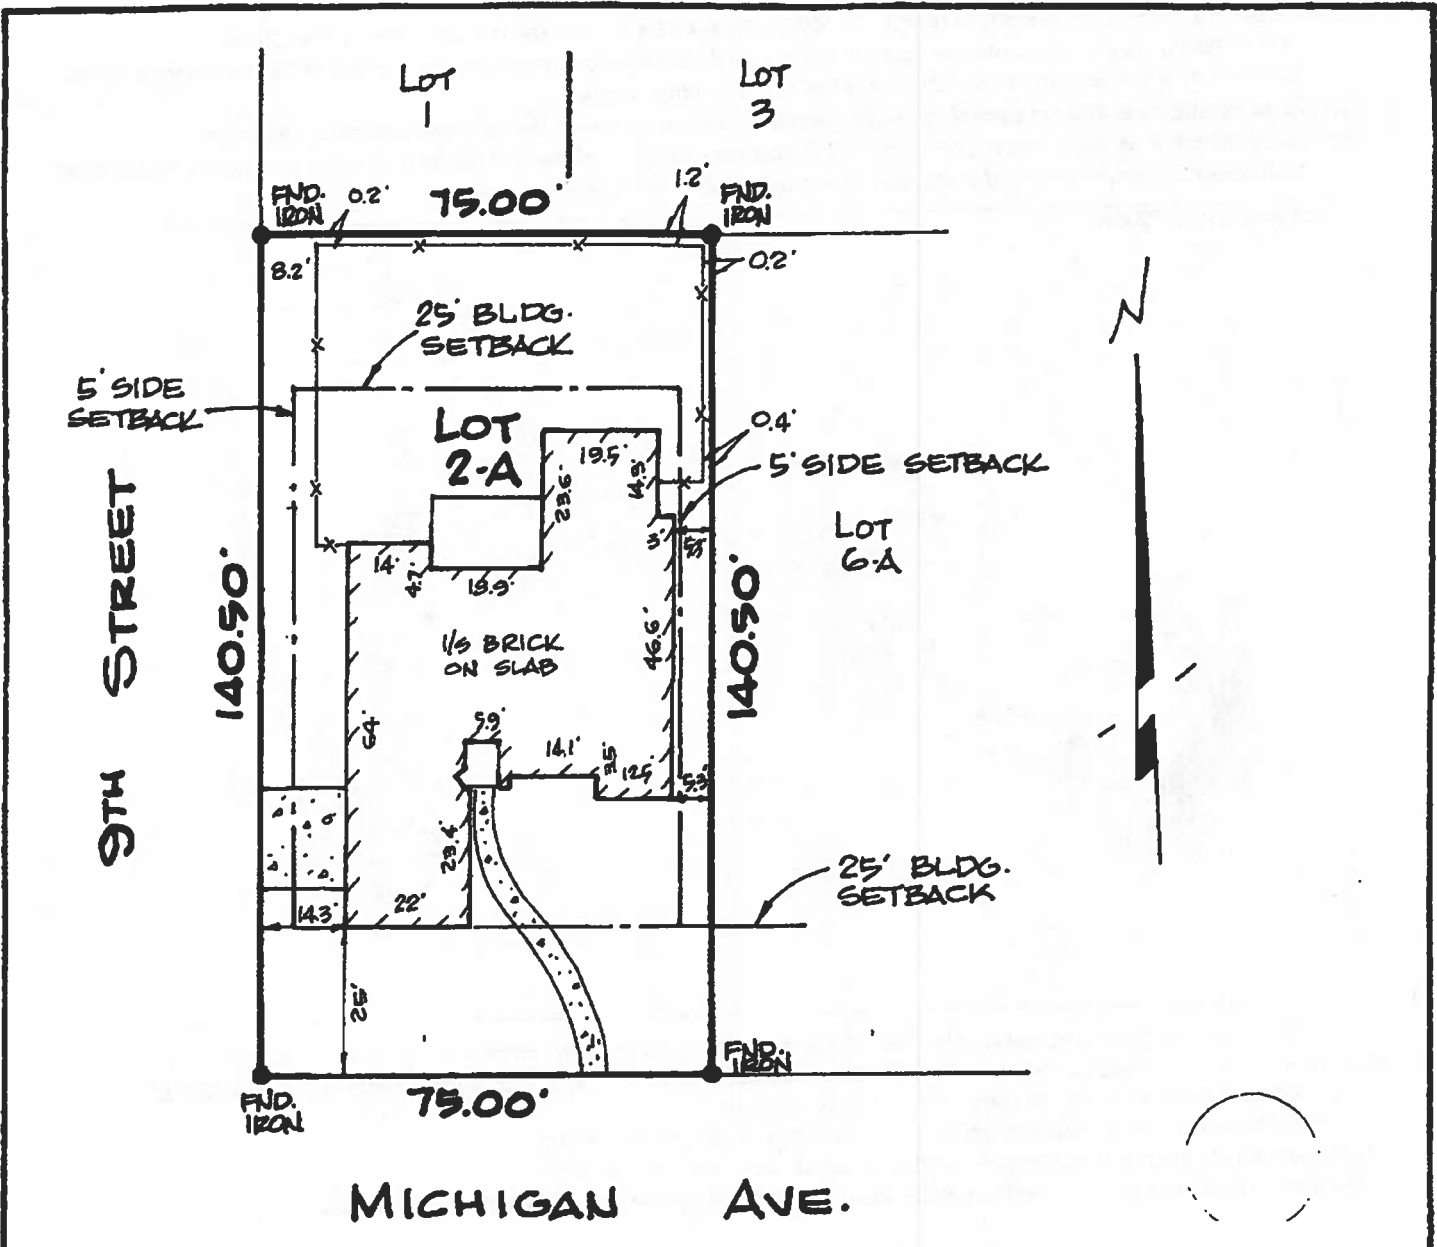 LOT
1
LOT
3
FND.
IRON
0.2'
75.00'
1.2'
FND.
IRON
8.2'
0.2'
25' BLDG.
SETBACK
5' SIDE
SETBACK
LOT
2-A
19.5'
14.9'
23.6'
0.4'
5' SIDE SETBACK
LOT
6-A
3'
14'
4.7'
19.9'
9TH STREET
140.50'
1/S BRICK
ON SLAB
46.6'
140.50'
64'
5.9'
14.1'
3.5'
12.5'
5.3'
23.4'
22'
14.3'
25' BLDG.
SETBACK
25'
FND.
IRON
75.00'
FND.
IRON
MICHIGAN AVE.
N